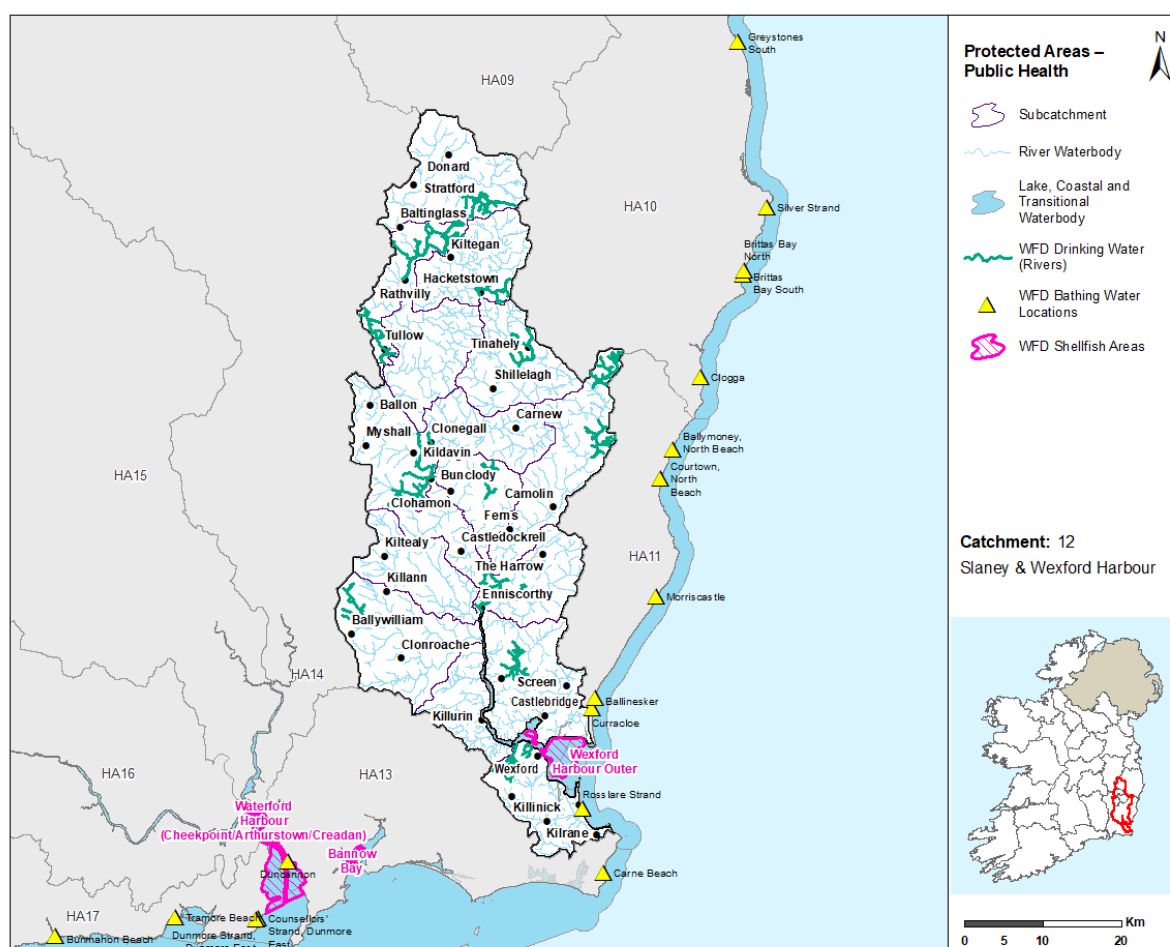 Greystones
South
HA09
Donard
Stratford
Baltinglass
HA10
Silver Strand
Kiltegan
Brittas Bay
North
Hacketstown
Brittas
Bay South
Rathvilly
Tullow
Tinahely
Shillelagh
Clogga
Ballon
Carnew
Myshall
Clonegall
Ballymoney,
North Beach
Kildavin
HA15
Bunclody
Courtown,
North
Beach
Clohamon
Camolin
Ferns
Castledockrell
Kiltealy
HA11
The Harrow
Killann
Enniscorthy
Morriscastle
Ballywilliam
Clonroache
HA14
Screen
Ballinesker
Castlebridge
Curracloe
Killurin
Wexford
Harbour Outer
Wexford
HA16
HA13
Rosslare Strand
Waterford
Harbour
(Cheekpoint/Arthurstown/Creadan)
Killinick
Kilrane
Bannow
Bay
Duncannon
Carne Beach
HA17
Tramore Beach
Counsellors'
Strand, Dunmore
East
Dunmore Strand,
Dunmore East
Bunmahon Beach
Protected Areas –
Public Health
N
Subcatchment
River Waterbody
Lake, Coastal and
Transitional
Waterbody
WFD Drinking Water
(Rivers)
WFD Bathing Water
Locations
WFD Shellfish Areas
Catchment: 12
Slaney & Wexford Harbour
Km
0 5 10 20